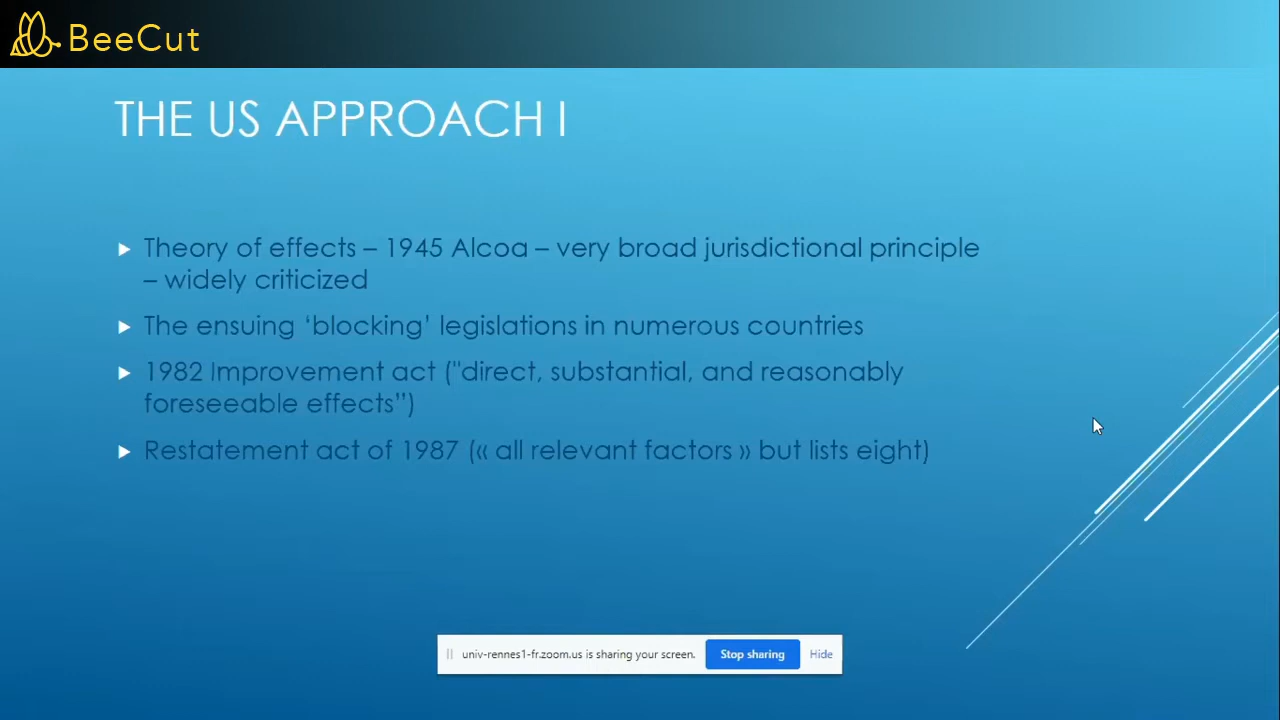 BeeCut
THE US APPROACH I
Theory of effects – 1945 Alcoa – very broad jurisdictional principle
– widely criticized
The ensuing ‘blocking’ legislations in numerous countries
1982 Improvement act ("direct, substantial, and reasonably
foreseeable effects”)
Restatement act of 1987 (« all relevant factors » but lists eight)
univ-rennes1-fr.zoom.us is sharing your screen. Stop sharing Hide